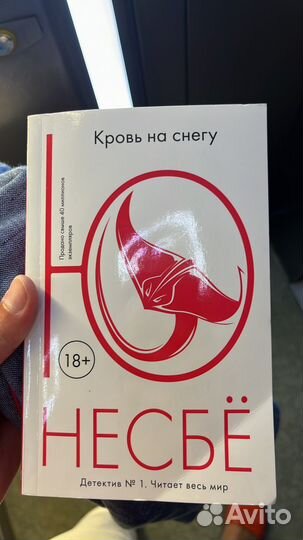 Кровь на снегу
Продано свыше 40 миллионов
экземпляров
Ю
18+
НЕСБЁ
Детектив № 1. Читает весь мир
Avito